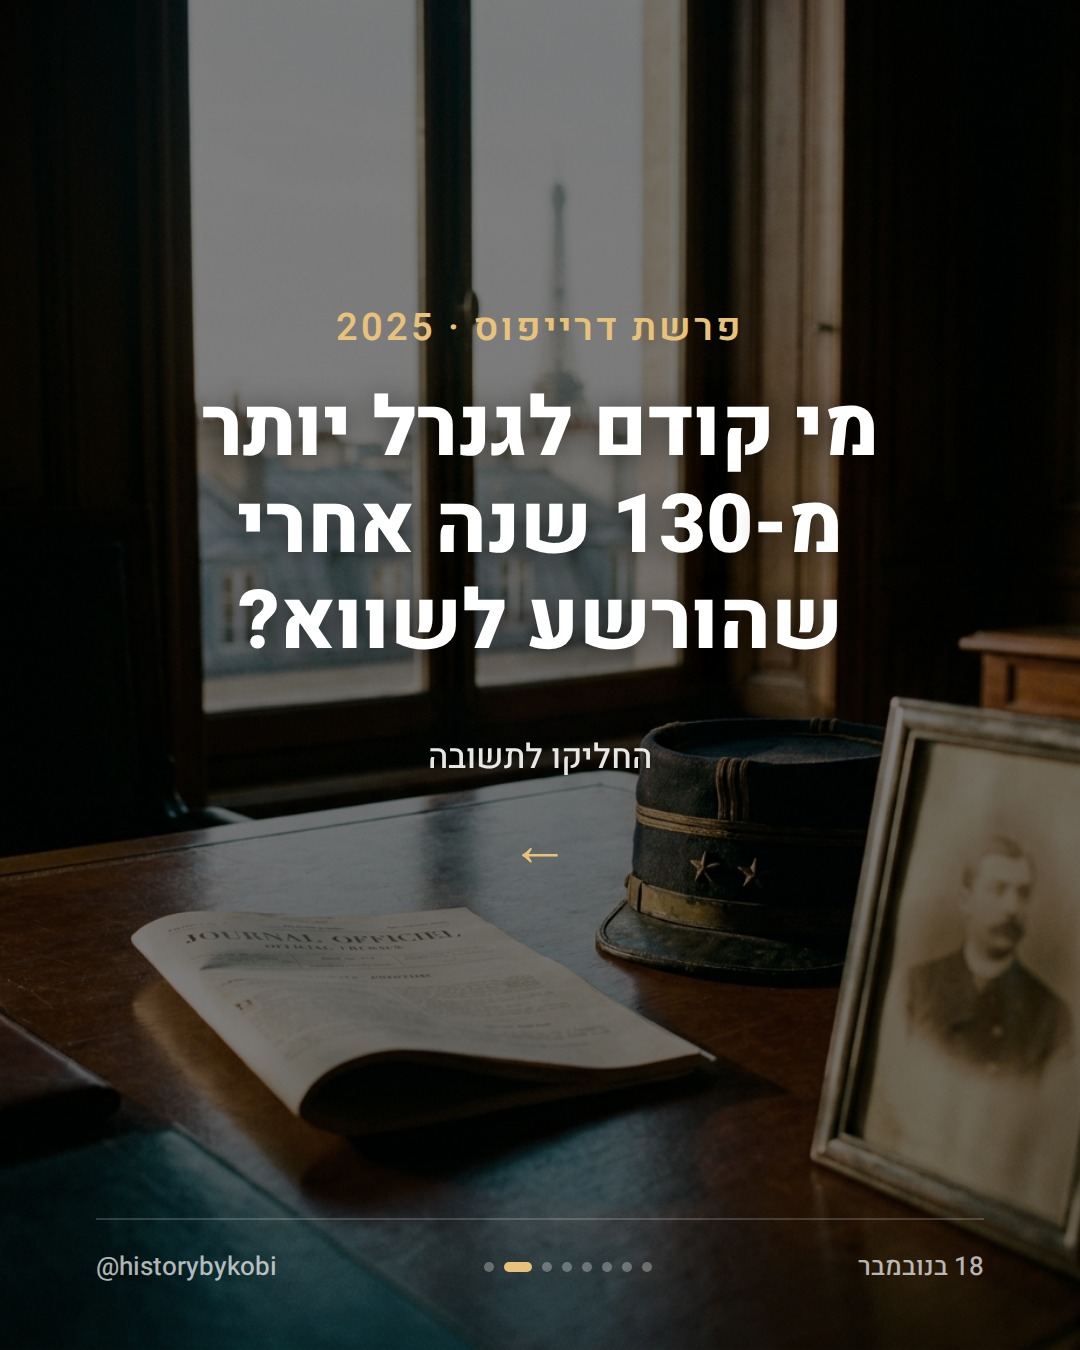 פרשת דרייפוס · 2025
מי קודם לגנרל יותר
מ-130 שנה אחרי
שהורשע לשווא?
החליקו לתשובה
←
JOURNAL OFFICIEL
18 בנובמבר
@historybykobi